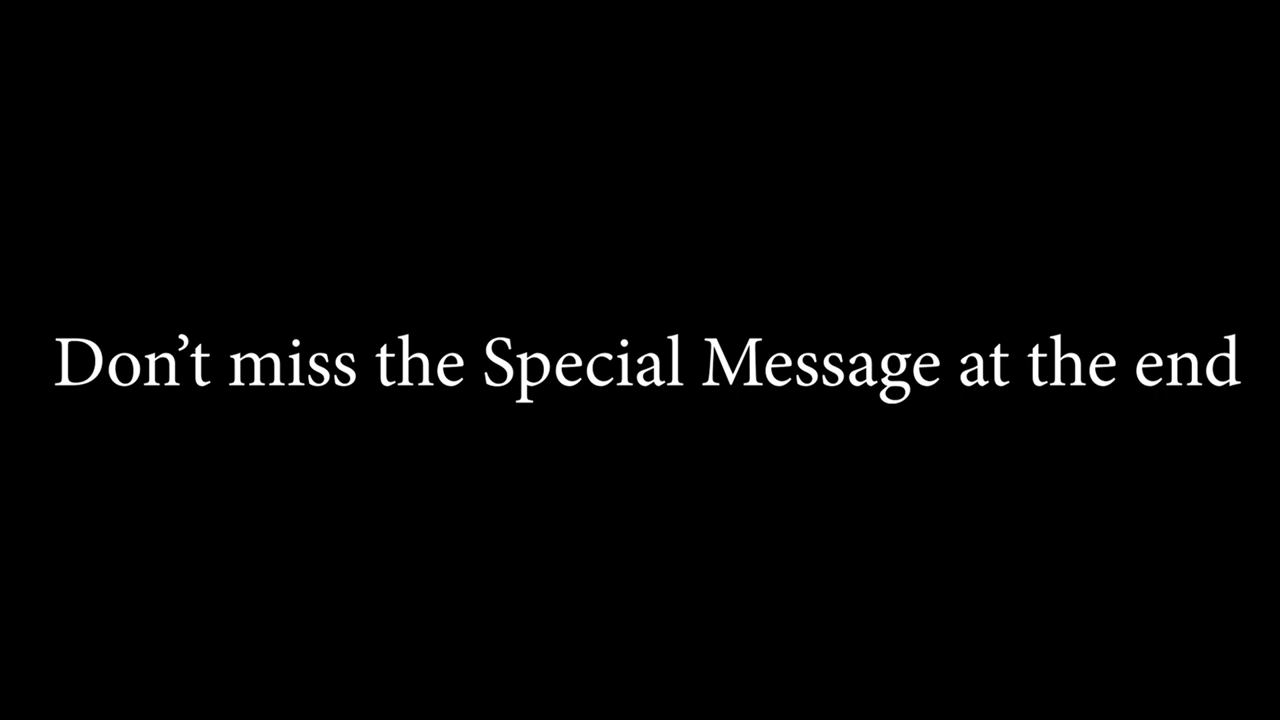 Don’t miss the Special Message at the end